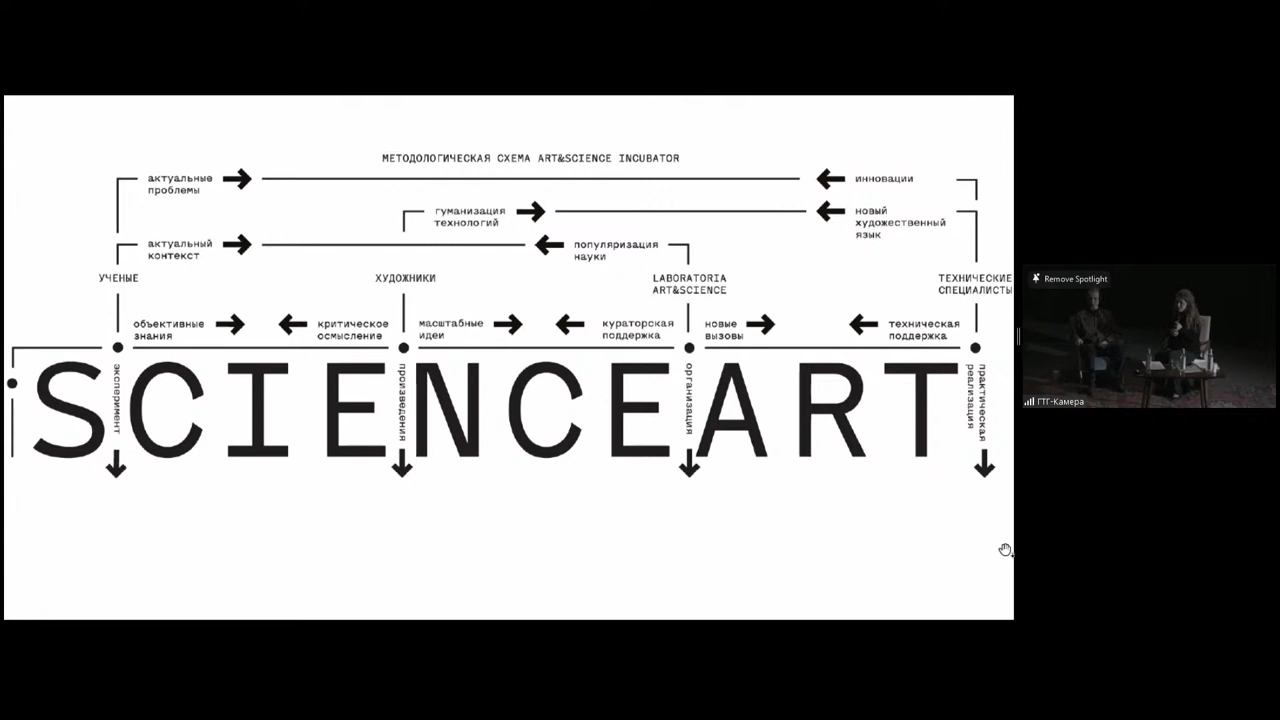 МЕТОДОЛОГИЧЕСКАЯ СХЕМА ART&SCIENCE INCUBATOR
актуальные
проблемы
инновации
гуманизация
технологий
новый
художественный
язык
актуальный
контекст
популяризация
науки
УЧЕНЫЕ
ХУДОЖНИКИ
LABORATORIA
ART&SCIENCE
ТЕХНИЧЕСКИЕ
СПЕЦИАЛИСТЫ
объективные
знания
критическое
осмысление
масштабные
идеи
кураторская
поддержка
новые
вызовы
техническая
поддержка
SCIENCEART
эксперимент
произведения
организация
практическая
реализация
Remove Spotlight
ГТГ-Камера